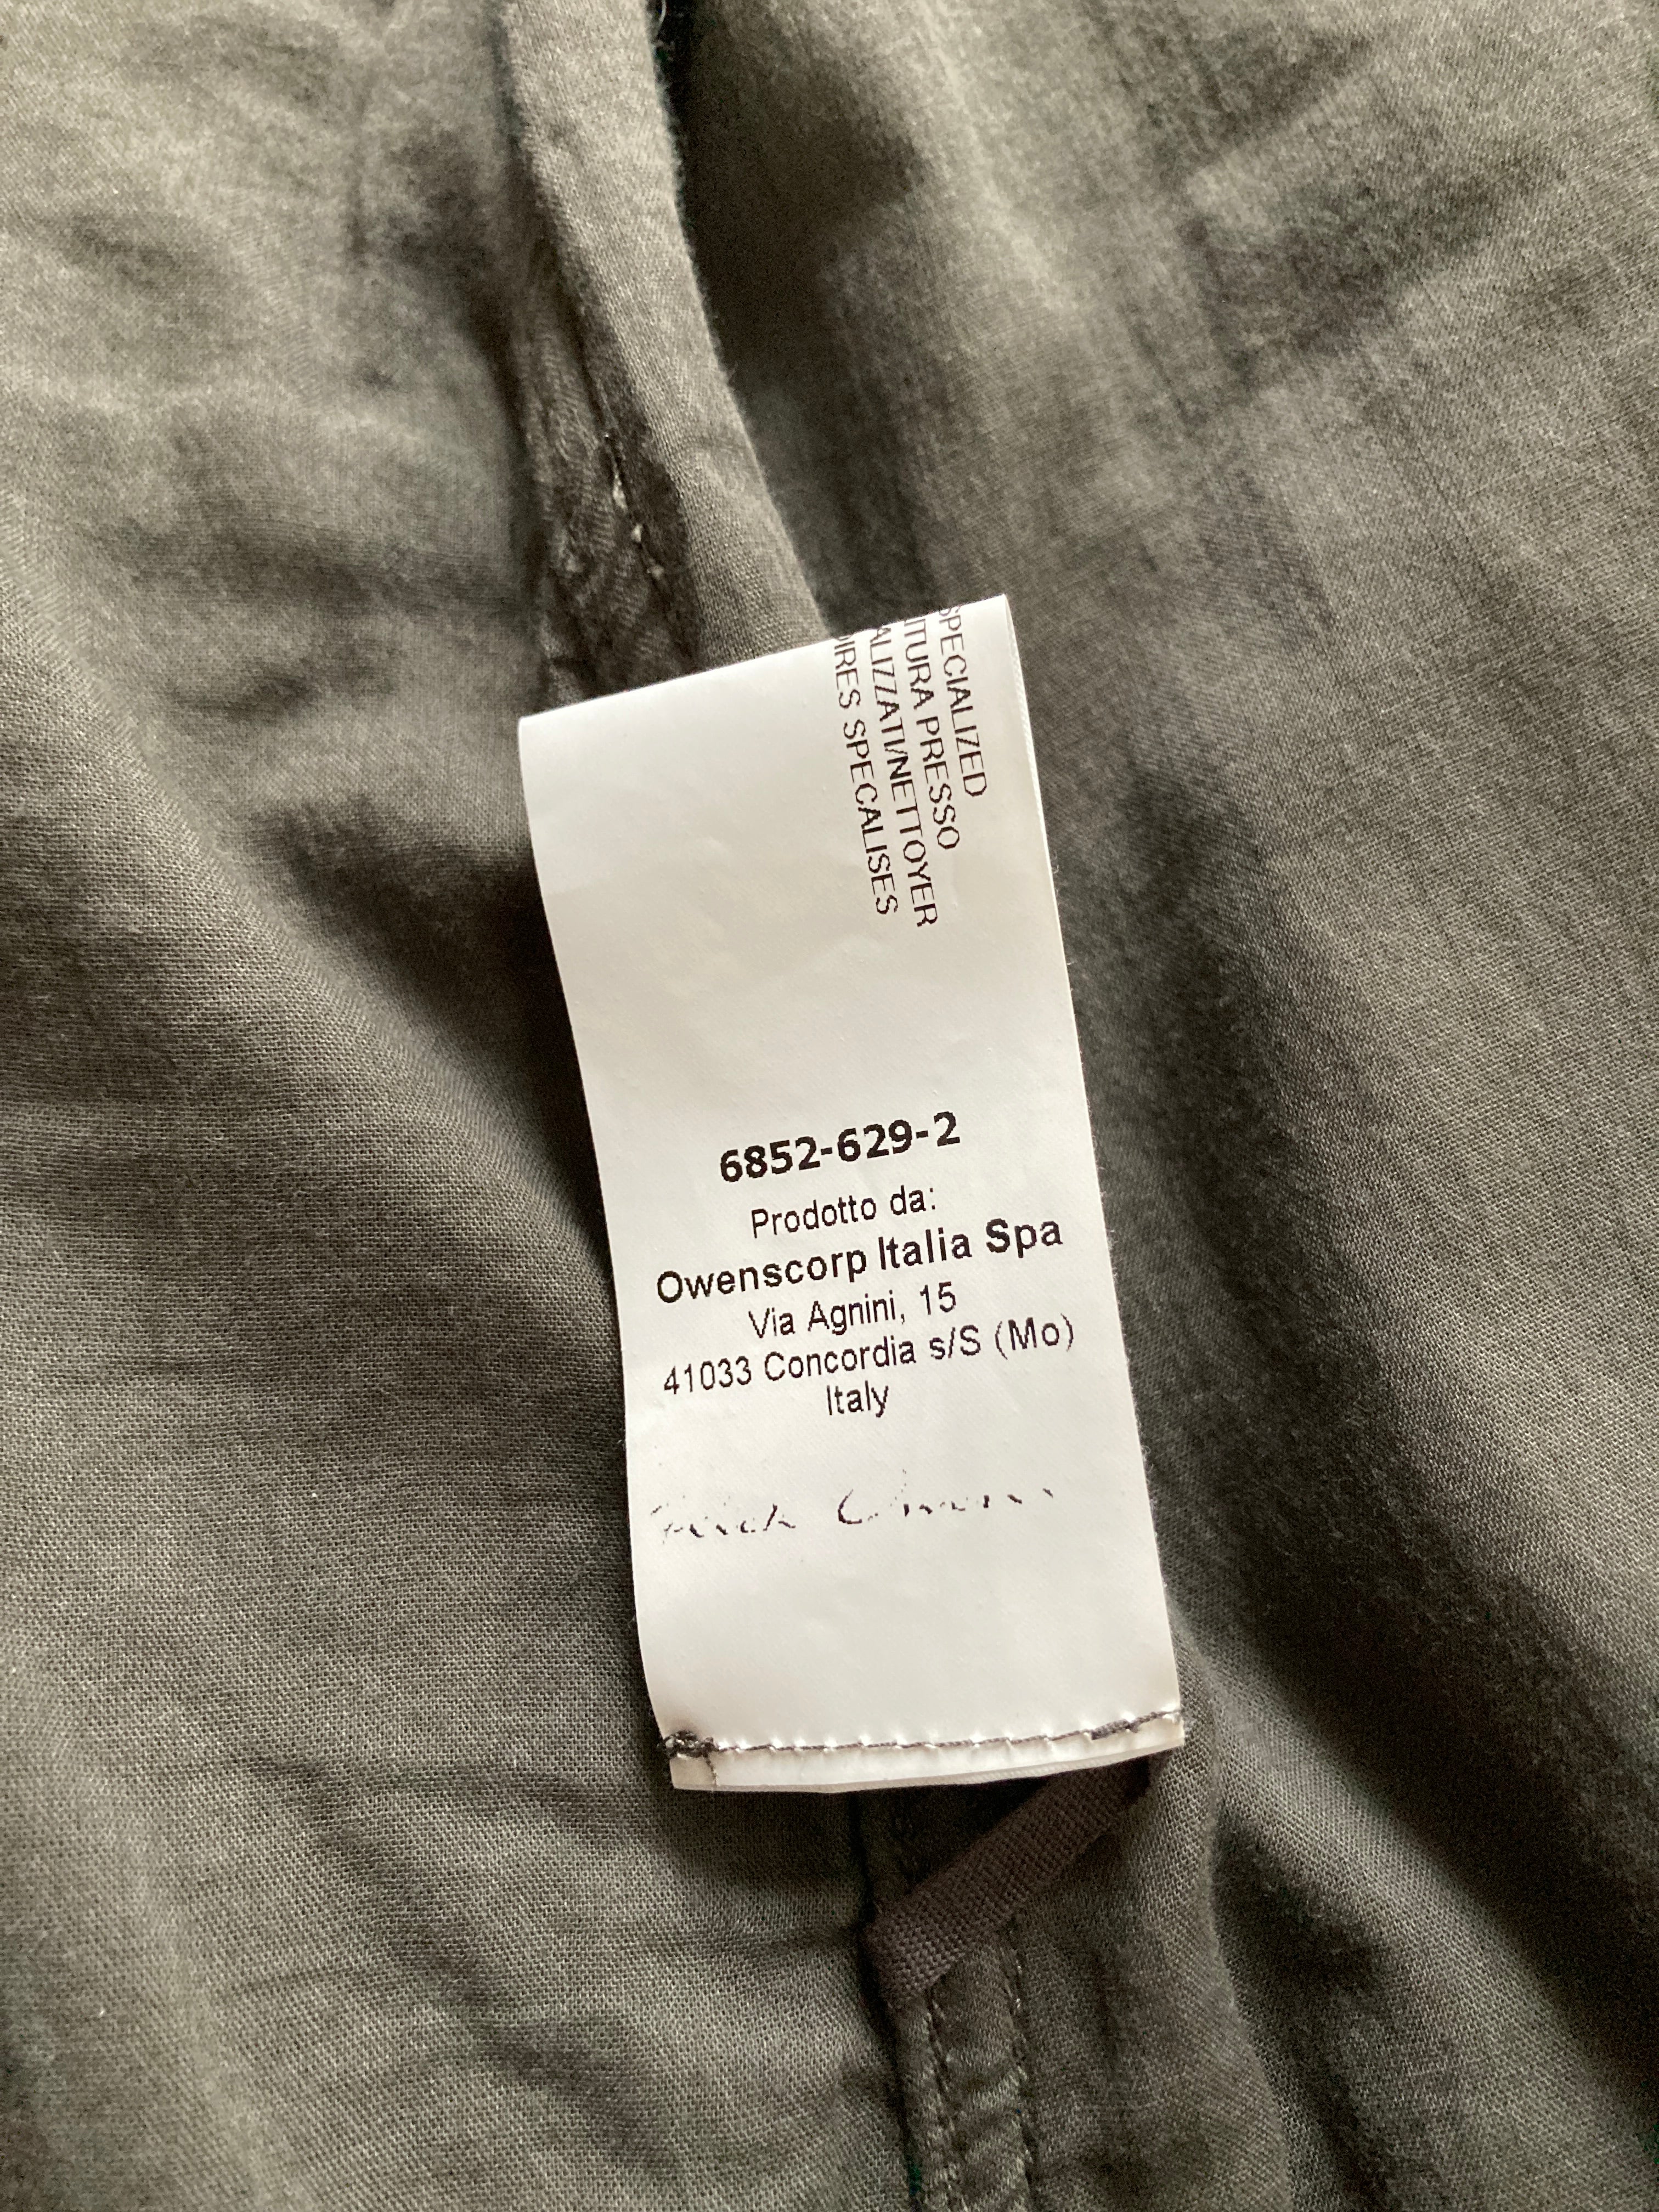 SPECIALIZED
TURA PRESSO
ALIZZATI/NETTOYER
IRES SPECALISES
6852-629-2
Prodotto da:
Owenscorp Italia Spa
Via Agnini, 15
41033 Concordia s/S (Mo)
Italy